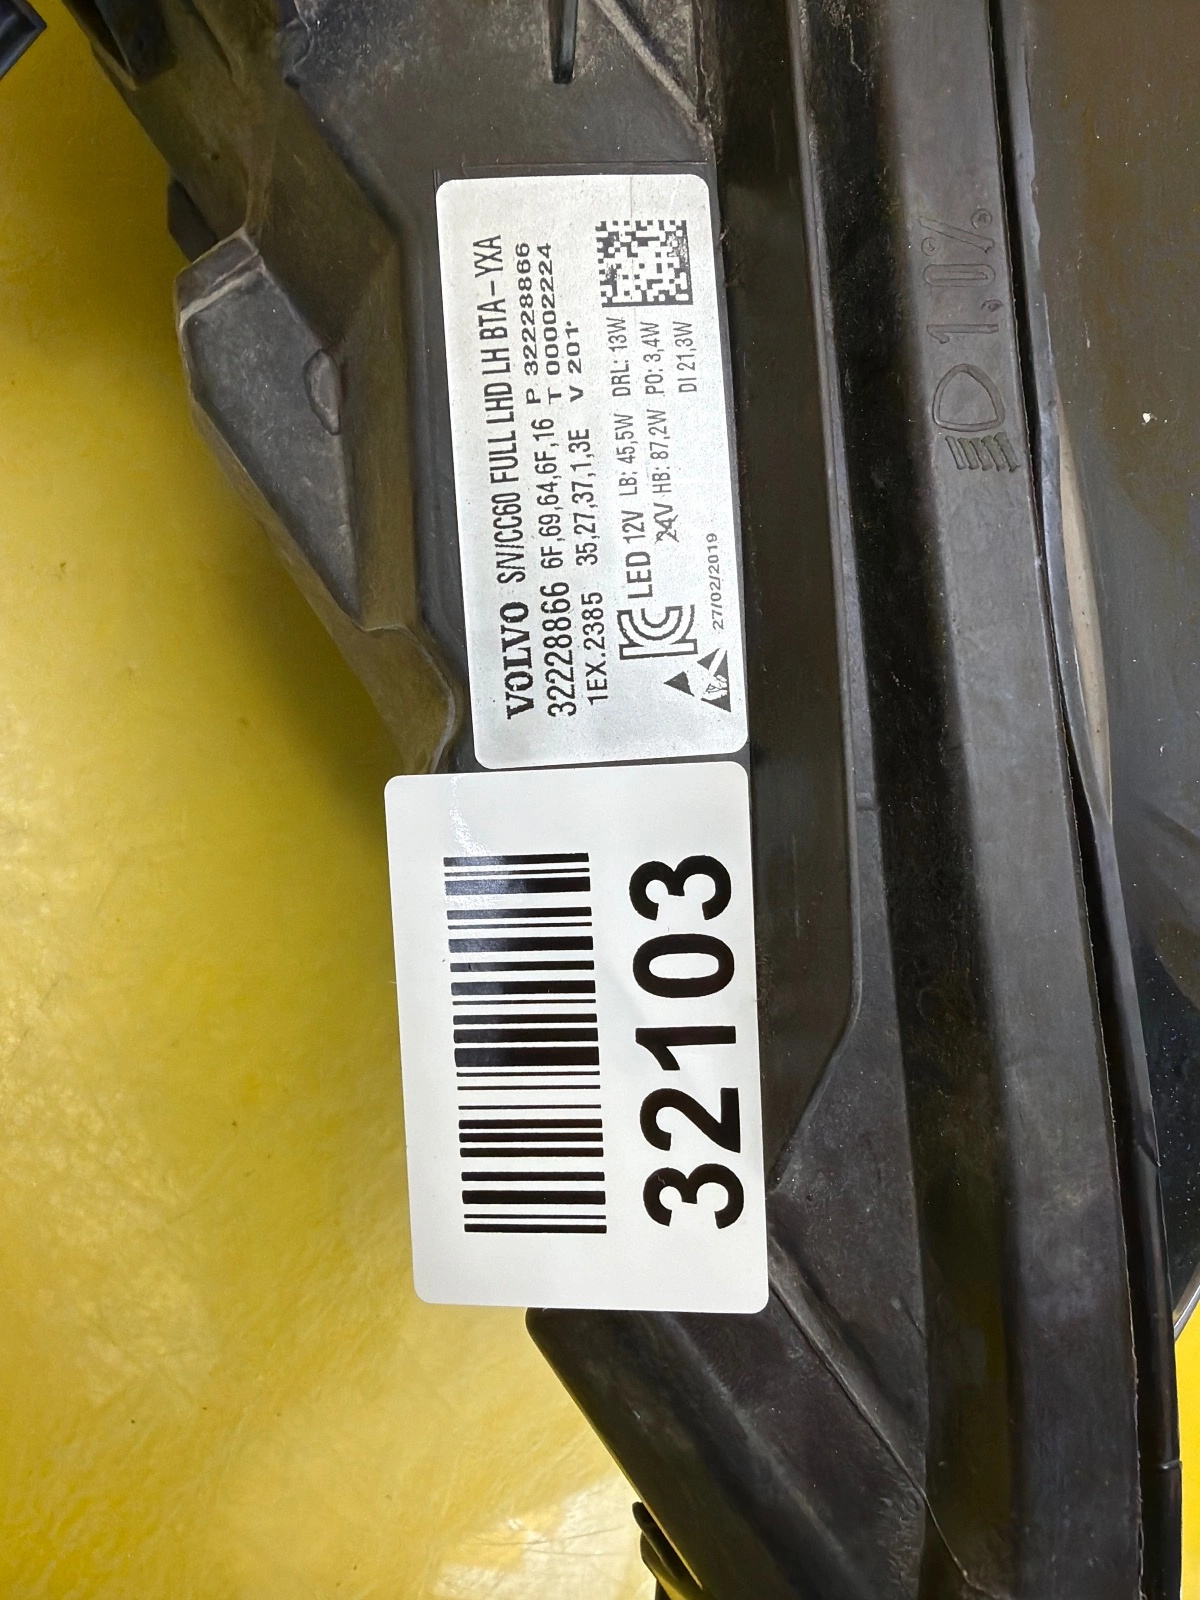 VOLVO S/V/CC60 FULL LHD LH BTA-YXA
32228866 6F,69,64,6F,16 P 32228866
T 00002224
1EX.2385 35,27,37,1,3E V 201*
LED 12V LB: 45,5W DRL: 13W
24V HB: 87,2W PO: 3,4W
DI 21,3W
27/02/2019
32103
1,0%